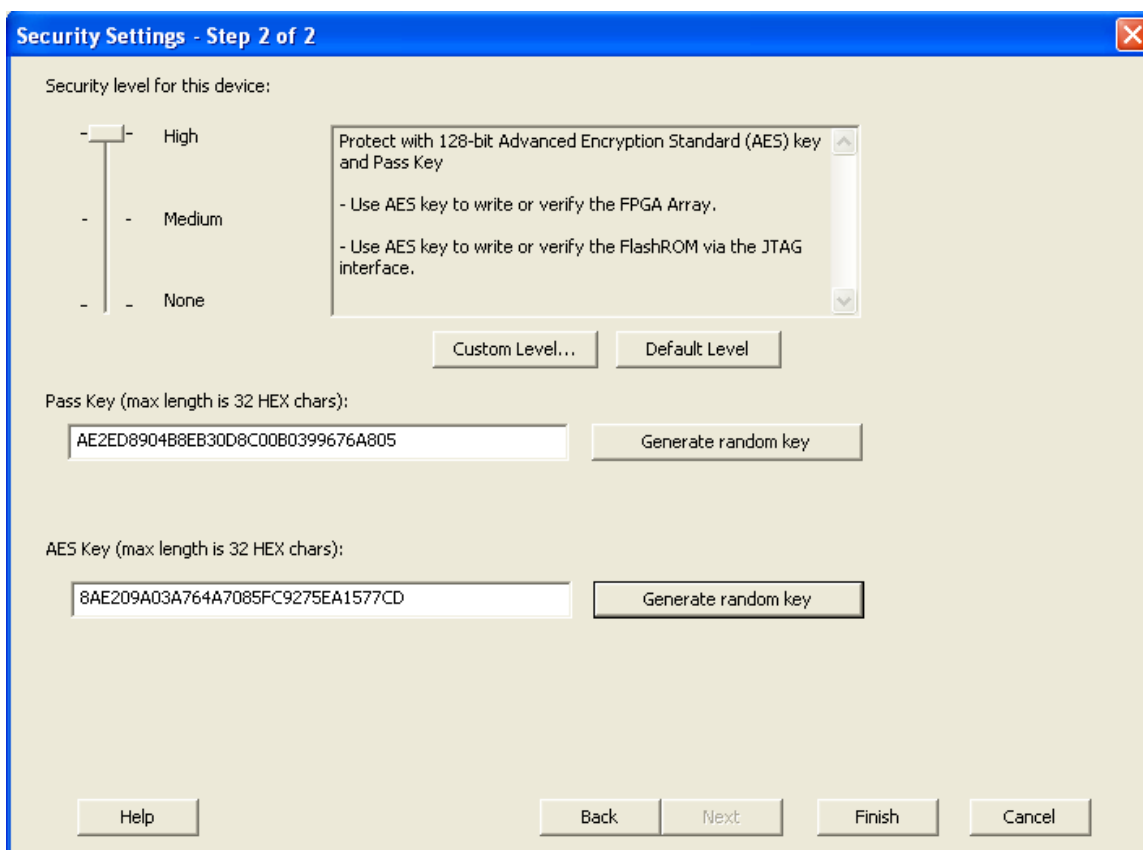 Security Settings - Step 2 of 2
Security level for this device:
High
Protect with 128-bit Advanced Encryption Standard (AES) key
and Pass Key
- Use AES key to write or verify the FPGA Array.
Medium
- Use AES key to write or verify the FlashROM via the JTAG
interface.
None
Custom Level...
Default Level
Pass Key (max length is 32 HEX chars):
AE2ED8904B8EB30D8C00B0399676A805
Generate random key
AES Key (max length is 32 HEX chars):
8AE209A03A764A7085FC9275EA1577CD
Generate random key
Help
Back
Next
Finish
Cancel